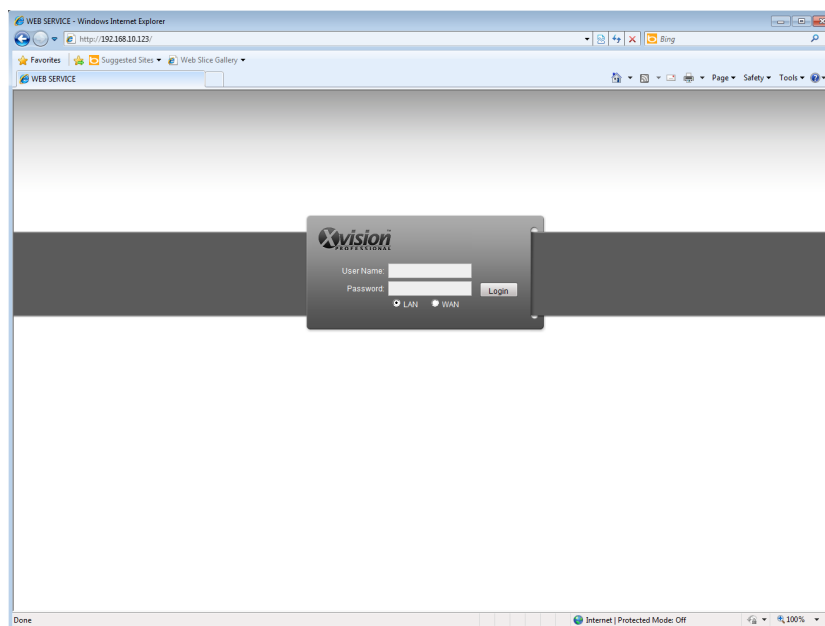 WEB SERVICE - Windows Internet Explorer
http://192.168.10.123/
Bing
Favorites Suggested Sites Web Slice Gallery
WEB SERVICE
Page Safety Tools
Xvision
PROFESSIONAL
User Name:
Password:
Login
LAN WAN
Done
Internet | Protected Mode: Off
100%